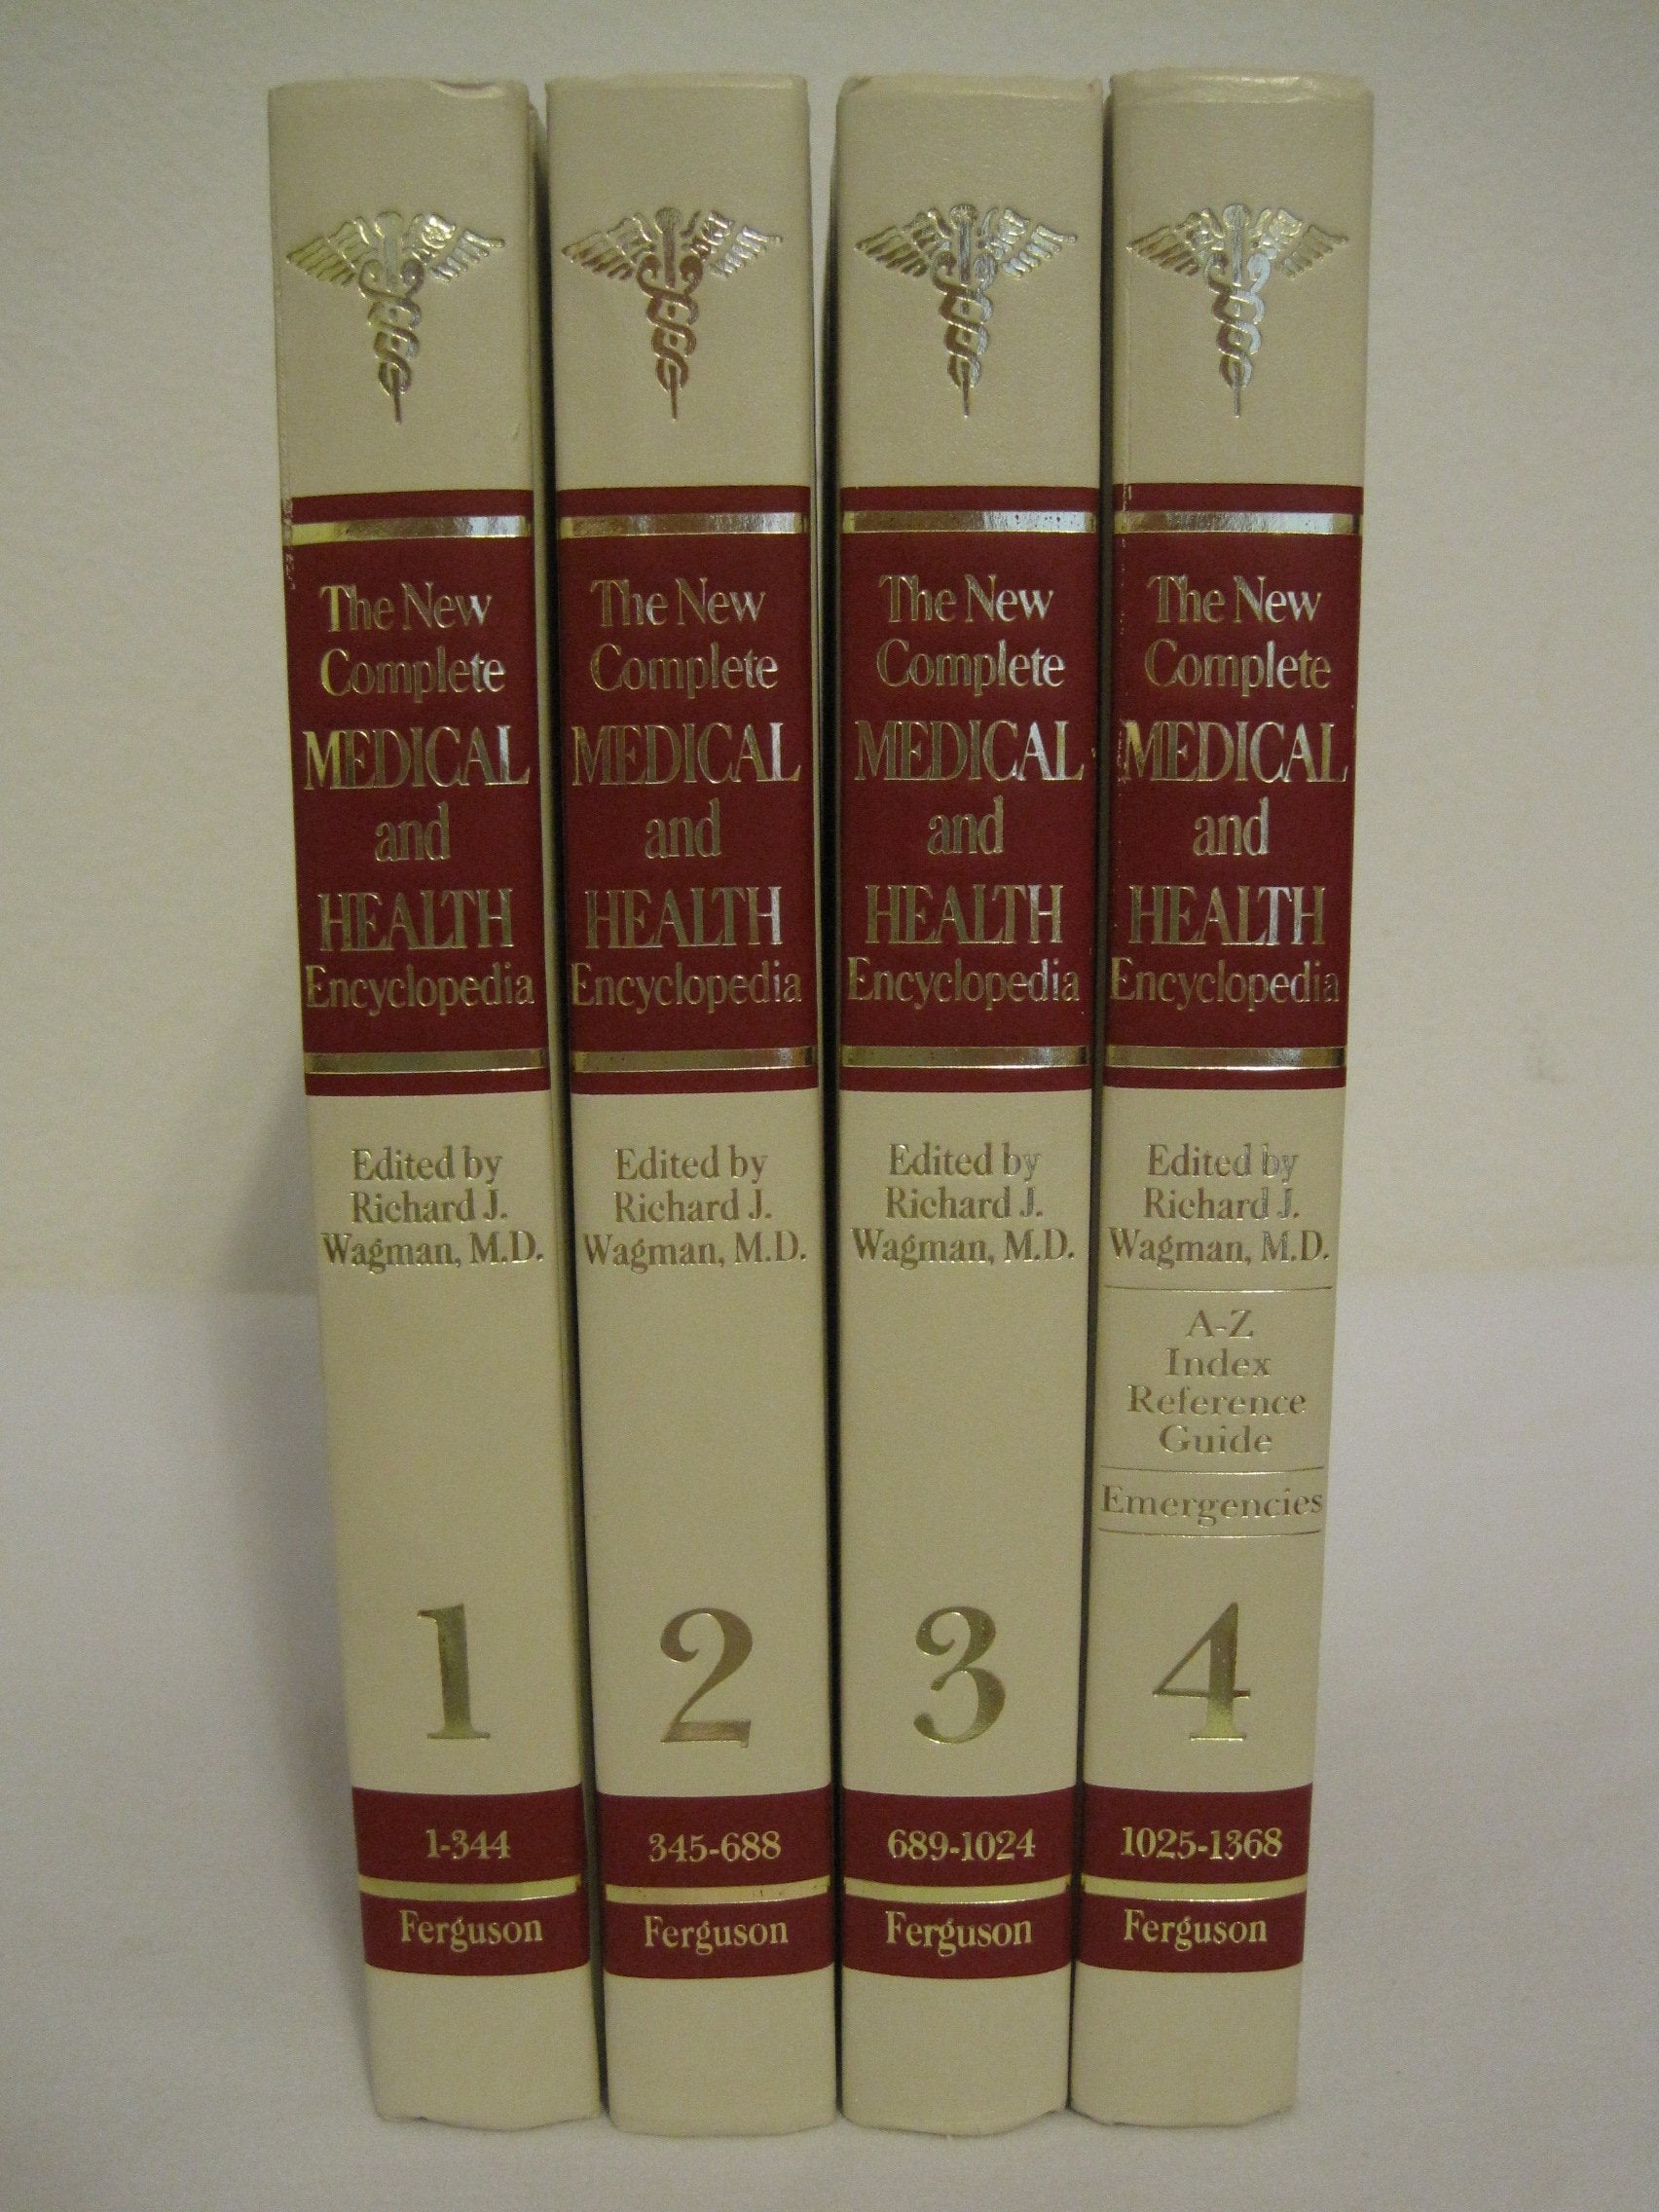 The New
Complete
MEDICAL
and
HEALTH
Encyclopedia
Edited by
Richard J.
Wagman, M.D.
1
1-344
Ferguson
The New
Complete
MEDICAL
and
HEALTH
Encyclopedia
Edited by
Richard J.
Wagman, M.D.
2
345-688
Ferguson
The New
Complete
MEDICAL
and
HEALTH
Encyclopedia
Edited by
Richard J.
Wagman, M.D.
3
689-1024
Ferguson
The New
Complete
MEDICAL
and
HEALTH
Encyclopedia
Edited by
Richard J.
Wagman, M.D.
A-Z
Index
Reference
Guide
Emergencies
4
1025-1368
Ferguson